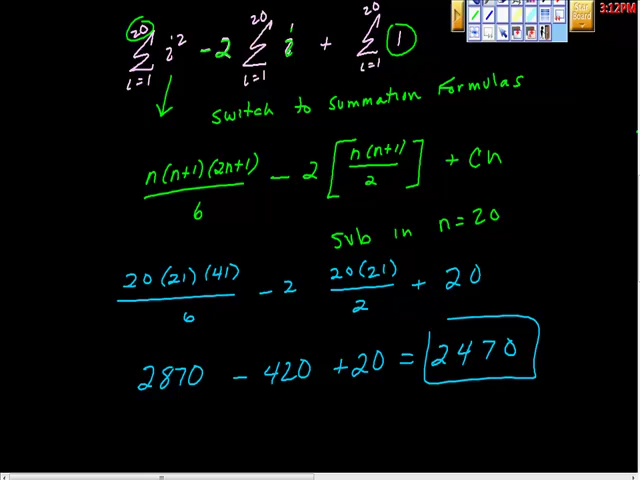 3:12PM
Star Board
20 20 20
Σ i² - 2 Σ i + Σ 1
i=1 i=1 i=1
switch to summation Formulas
n(n+1)(2n+1)/6 - 2 [n(n+1)/2] + Cn
sub in n=20
20(21)(41)/6 - 2 20(21)/2 + 20
2870 - 420 + 20 = 2470